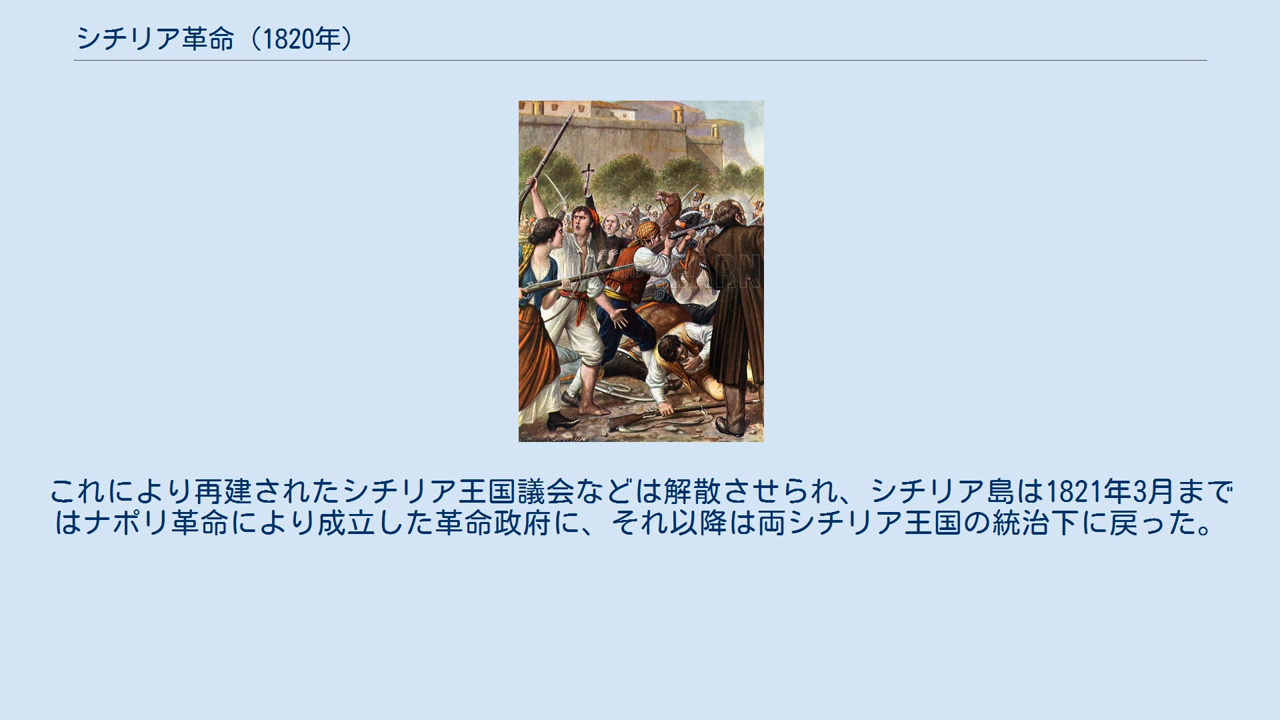 シチリア革命（1820年）
これにより再建されたシチリア王国議会などは解散させられ、シチリア島は1821年3月まで
はナポリ革命により成立した革命政府に、それ以降は両シチリア王国の統治下に戻った。